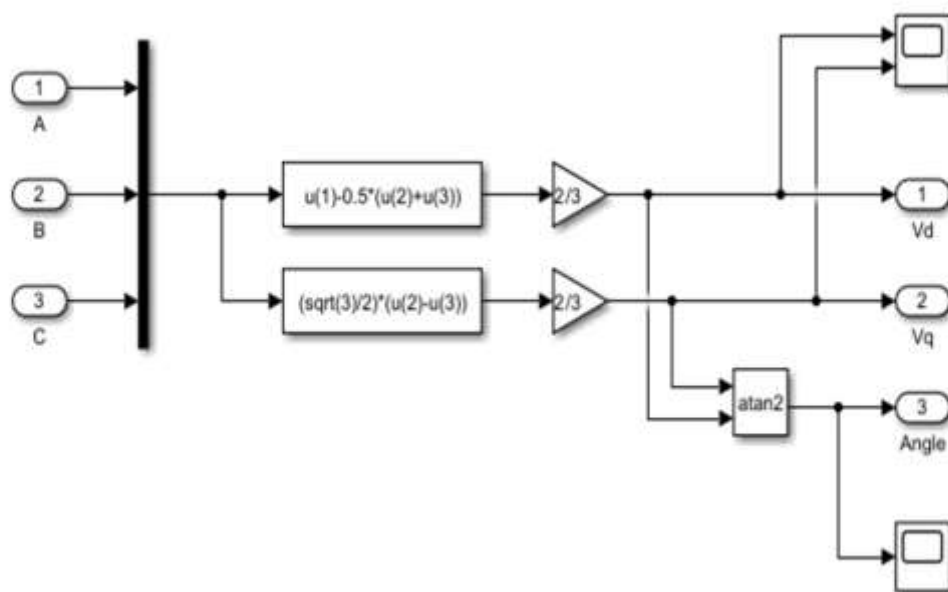 1
A
2
B
3
C
u(1)-0.5*(u(2)+u(3))
2/3
(sqrt(3)/2)*(u(2)-u(3))
2/3
atan2
1
Vd
2
Vq
3
Angle